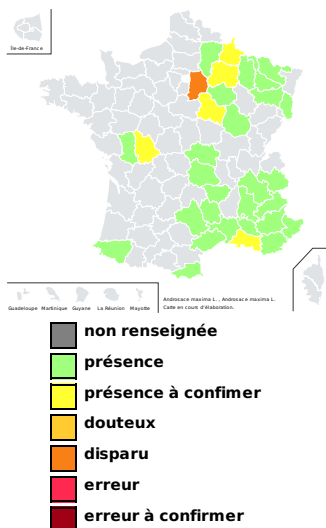 Île-de-France
Guadeloupe Martinique Guyane La Réunion Mayotte
Androsace maxima L. , Androsace maxima L.
Carte en cours d'élaboration.
non renseignée
présence
présence à confimer
douteux
disparu
erreur
erreur à confirmer